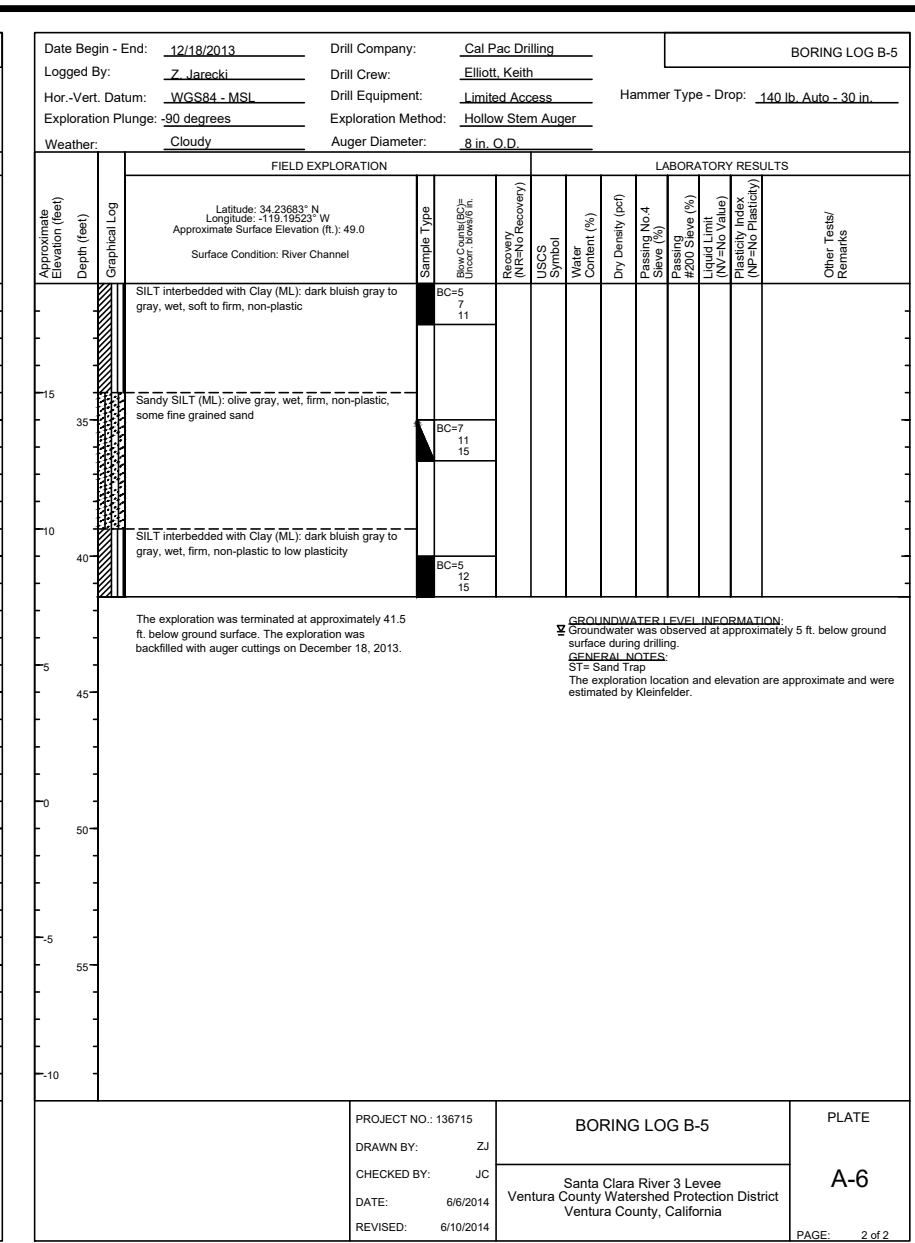 Date Begin - End: 12/18/2013 Drill Company: Cal Pac Drilling BORING LOG B-5
Logged By: Z. Jarecki Drill Crew: Elliott, Keith
Hor.-Vert. Datum: WGS84 - MSL Drill Equipment: Limited Access Hammer Type - Drop: 140 lb. Auto - 30 in.
Exploration Plunge: -90 degrees Exploration Method: Hollow Stem Auger
Weather: Cloudy Auger Diameter: 8 in. O.D.
FIELD EXPLORATION LABORATORY RESULTS
Approximate
Elevation (feet)
Depth (feet)
Graphical Log
Latitude: 34.23683° N
Longitude: -119.19523° W
Approximate Surface Elevation (ft.): 49.0
Surface Condition: River Channel
Sample Type
Blow Counts(BC)=
Uncorr. blows/6 in.
Recovery
(NR=No Recovery)
USCS
Symbol
Water
Content (%)
Dry Density (pcf)
Passing No.4
Sieve (%)
Passing
#200 Sieve (%)
Liquid Limit
(NV=No Value)
Plasticity Index
(NP=No Plasticity)
Other Tests/
Remarks
SILT interbedded with Clay (ML): dark bluish gray to
gray, wet, soft to firm, non-plastic
BC=5
7
11
15
Sandy SILT (ML): olive gray, wet, firm, non-plastic,
some fine grained sand
35
BC=7
11
15
10
SILT interbedded with Clay (ML): dark bluish gray to
gray, wet, firm, non-plastic to low plasticity
40
BC=5
12
15
The exploration was terminated at approximately 41.5
ft. below ground surface. The exploration was
backfilled with auger cuttings on December 18, 2013.
GROUNDWATER LEVEL INFORMATION:
Groundwater was observed at approximately 5 ft. below ground
surface during drilling.
GENERAL NOTES:
ST= Sand Trap
The exploration location and elevation are approximate and were
estimated by Kleinfelder.
5
45
0
50
-5
55
-10
PROJECT NO.: 136715
DRAWN BY: ZJ
CHECKED BY: JC
DATE: 6/6/2014
REVISED: 6/10/2014
BORING LOG B-5
Santa Clara River 3 Levee
Ventura County Watershed Protection District
Ventura County, California
PLATE
A-6
PAGE: 2 of 2